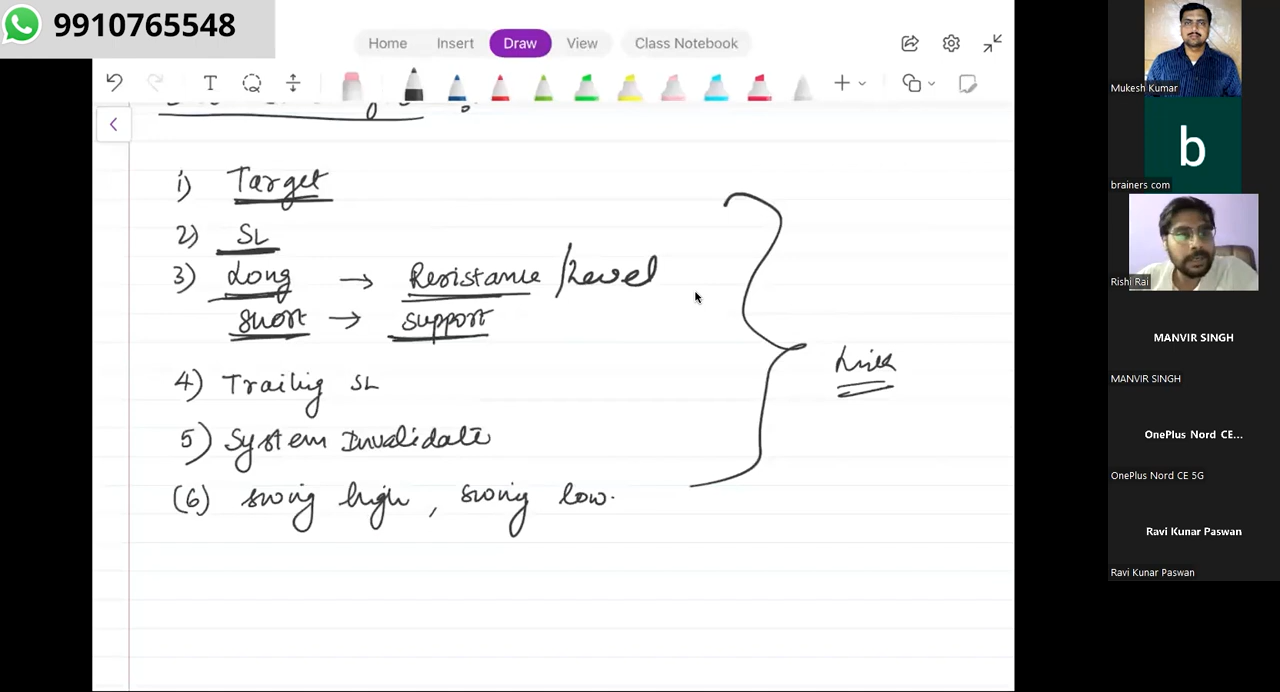 9910765548
Home Insert Draw View Class Notebook
1) Target
2) SL
3) Long → Resistance / Level
Short → support
4) Trailing SL
5) System Invalidate
(6) swing high, swing low.
Mukesh Kumar
b
brainers com
Rishi Rai
MANVIR SINGH
MANVIR SINGH
OnePlus Nord CE...
OnePlus Nord CE 5G
Ravi Kunar Paswan
Ravi Kunar Paswan